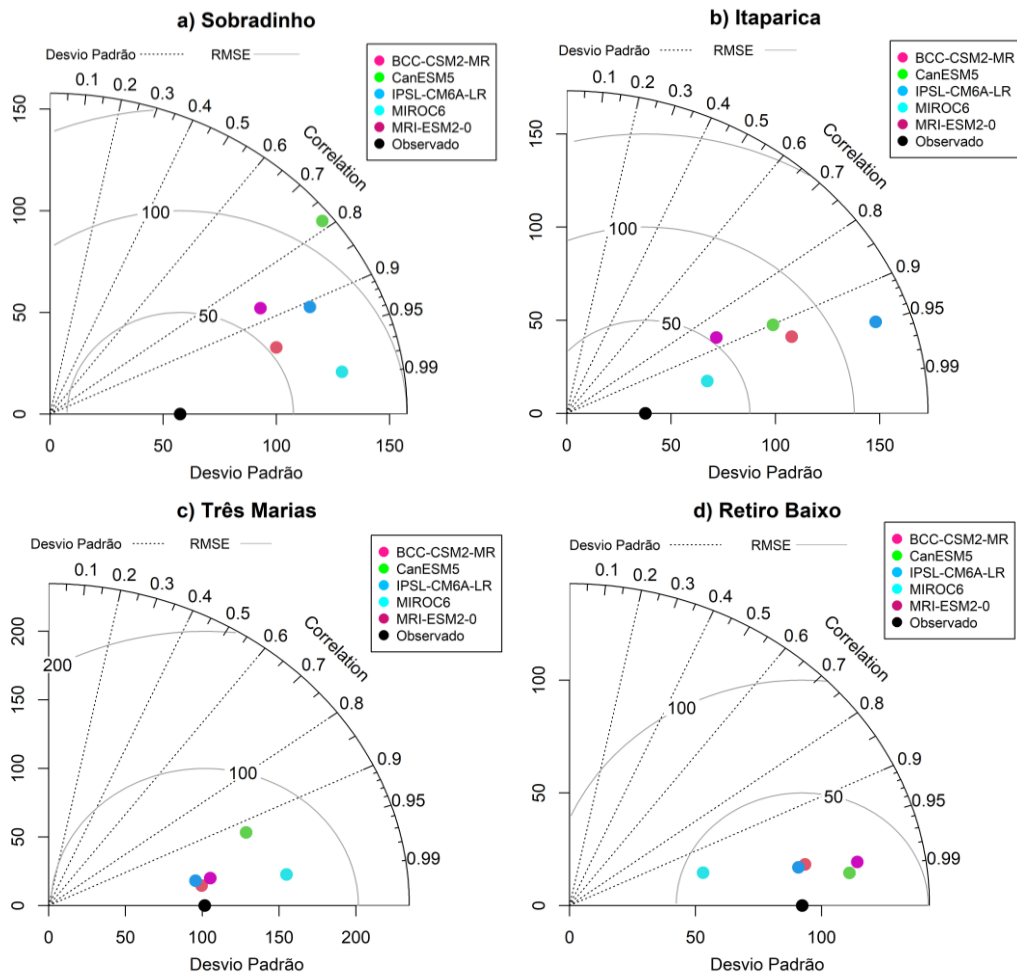 a) Sobradinho
Desvio Padrão
RMSE
BCC-CSM2-MR
CanESM5
IPSL-CM6A-LR
MIROC6
MRI-ESM2-0
Observado
0.1
0.2
0.3
0.4
0.5
0.6
0.7
0.8
0.9
0.95
0.99
Correlation
150
100
50
0
100
50
0
50
100
150
Desvio Padrão
b) Itaparica
Desvio Padrão
RMSE
BCC-CSM2-MR
CanESM5
IPSL-CM6A-LR
MIROC6
MRI-ESM2-0
Observado
0.1
0.2
0.3
0.4
0.5
0.6
0.7
0.8
0.9
0.95
0.99
Correlation
150
100
50
0
150
100
50
0
50
100
150
Desvio Padrão
c) Três Marias
Desvio Padrão
RMSE
BCC-CSM2-MR
CanESM5
IPSL-CM6A-LR
MIROC6
MRI-ESM2-0
Observado
0.1
0.2
0.3
0.4
0.5
0.6
0.7
0.8
0.9
0.95
0.99
Correlation
200
150
100
50
0
200
100
0
50
100
150
200
Desvio Padrão
d) Retiro Baixo
Desvio Padrão
RMSE
BCC-CSM2-MR
CanESM5
IPSL-CM6A-LR
MIROC6
MRI-ESM2-0
Observado
0.1
0.2
0.3
0.4
0.5
0.6
0.7
0.8
0.9
0.95
0.99
Correlation
100
50
0
100
50
0
50
100
Desvio Padrão